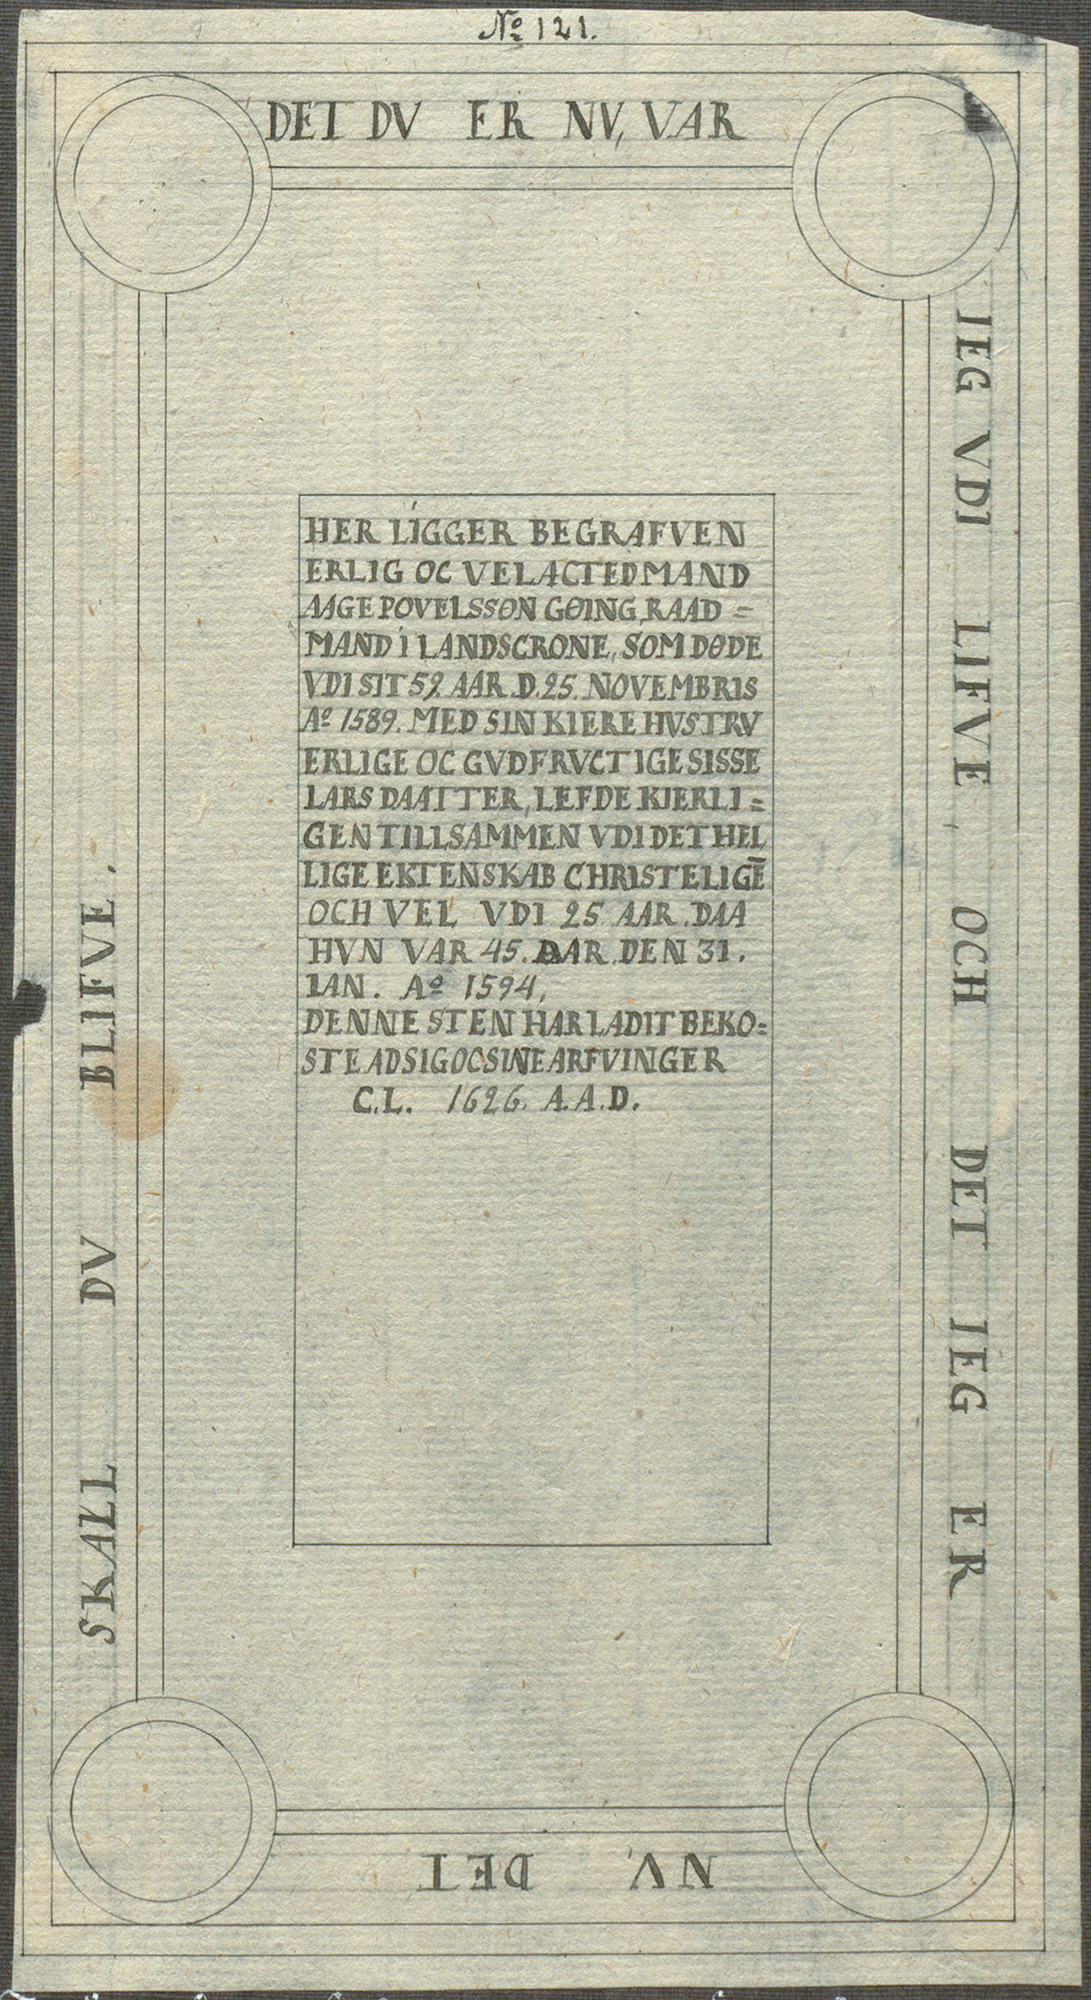 No 121.
DET DV ER NV, VAR
IEG VDI LIFVE OCH DET IEG ER
NV, DET
SKALL DV BLIFVE.
HER LIGGER BEGRAFVEN
ERLIG OC VELACTED MAND
AAGE POVELSSØN GØING, RAAD =
MAND I LANDSCRONE, SOM DØDE
VDI SIT 59. AAR. D. 25. NOVEMBRIS
Ao 1589. MED SIN KIERE HVSTRV
ERLIGE OC GVDFRVCTIGE SISSE
LARS DAATTER, LEFDE KIERLI =
GEN TILLSAMMEN VDI DET HEL
LIGE EKTENSKAB CHRISTELIGĒ
OCH VEL VDI 25. AAR. DAA
HVN VAR 45. AAR. DEN 31.
IAN. Ao 1594,
DENNE STEN HAR LADIT BEKO=
STE AD SIG OC SINE ARFVINGER
C.L. 1626. A.A.D.